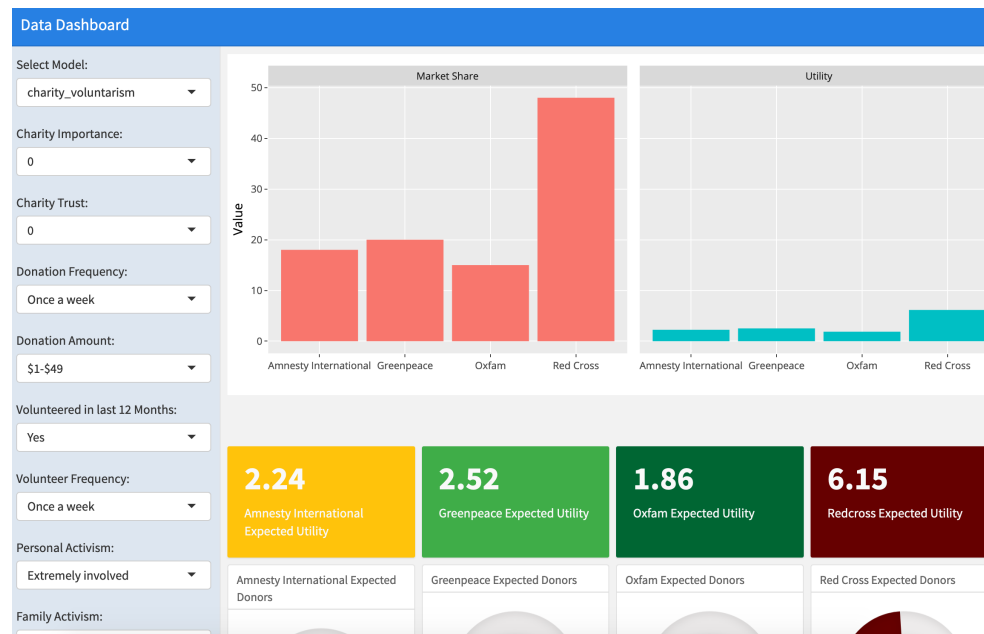 Data Dashboard
Select Model:
charity_voluntarism
Charity Importance:
0
Charity Trust:
0
Donation Frequency:
Once a week
Donation Amount:
$1-$49
Volunteered in last 12 Months:
Yes
Volunteer Frequency:
Once a week
Personal Activism:
Extremely involved
Family Activism:
Market Share
Utility
Value
50
40
30
20
10
0
Amnesty International Greenpeace Oxfam Red Cross
Amnesty International Greenpeace Oxfam Red Cross
2.24
Amnesty International
Expected Utility
2.52
Greenpeace Expected Utility
1.86
Oxfam Expected Utility
6.15
Redcross Expected Utility
Amnesty International Expected
Donors
Greenpeace Expected Donors
Oxfam Expected Donors
Red Cross Expected Donors